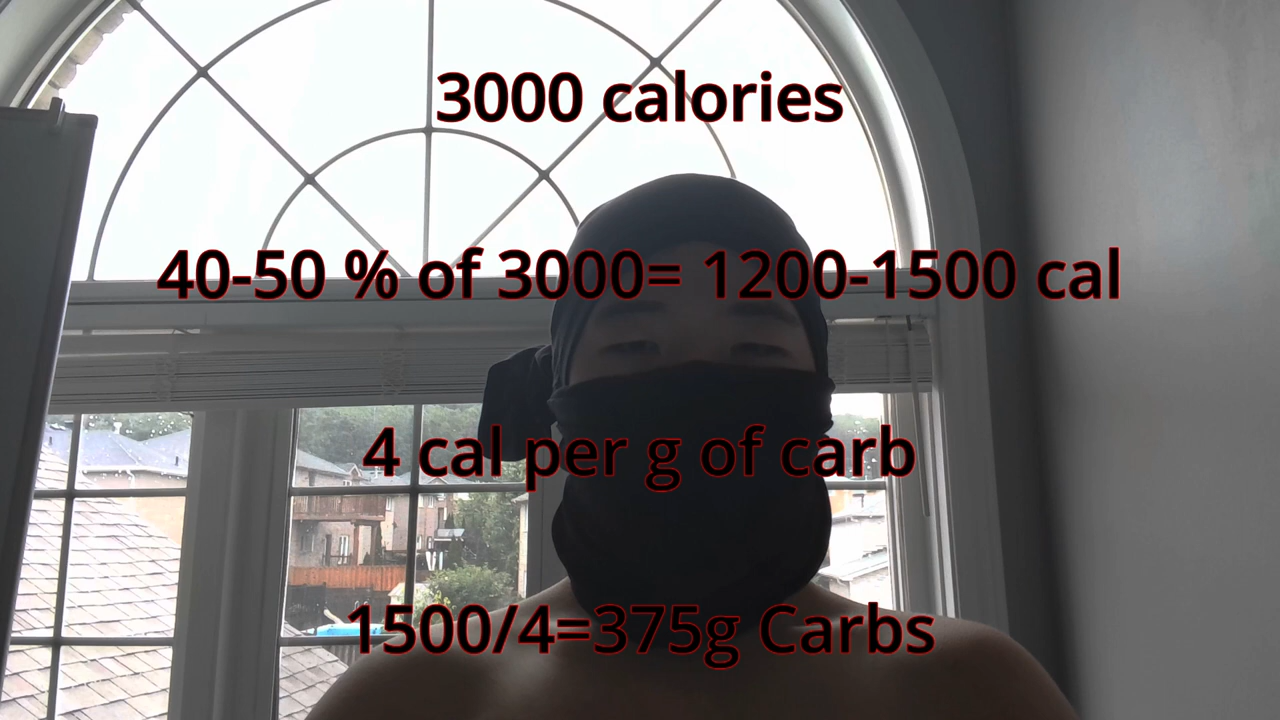 3000 calories
40-50 % of 3000= 1200-1500 cal
4 cal per g of carb
1500/4=375g Carbs